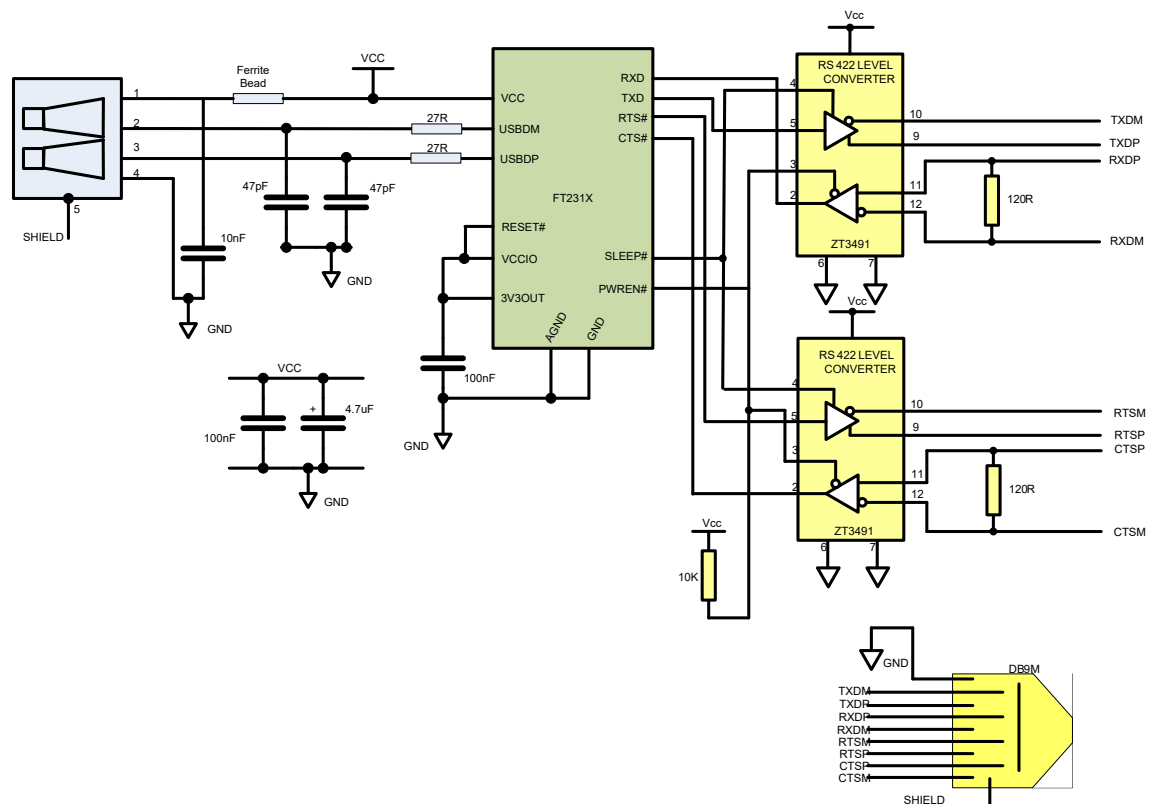 Vcc
RS 422 LEVEL
CONVERTER
4
5
3
2
10
9
11
12
TXDM
TXDP
RXDP
120R
RXDM
ZT3491
6
7
Ferrite
Bead
VCC
1
2
3
4
5
SHIELD
27R
27R
47pF
47pF
10nF
GND
GND
VCC
USBDM
USBDP
FT231X
RESET#
VCCIO
3V3OUT
AGND
GND
RXD
TXD
RTS#
CTS#
SLEEP#
PWREN#
100nF
GND
VCC
100nF
+
4.7uF
GND
Vcc
RS 422 LEVEL
CONVERTER
4
5
3
2
10
9
11
12
RTSM
RTSP
CTSP
120R
CTSM
ZT3491
6
7
Vcc
10K
GND
DB9M
TXDM
TXDP
RXDP
RXDM
RTSM
RTSP
CTSP
CTSM
SHIELD